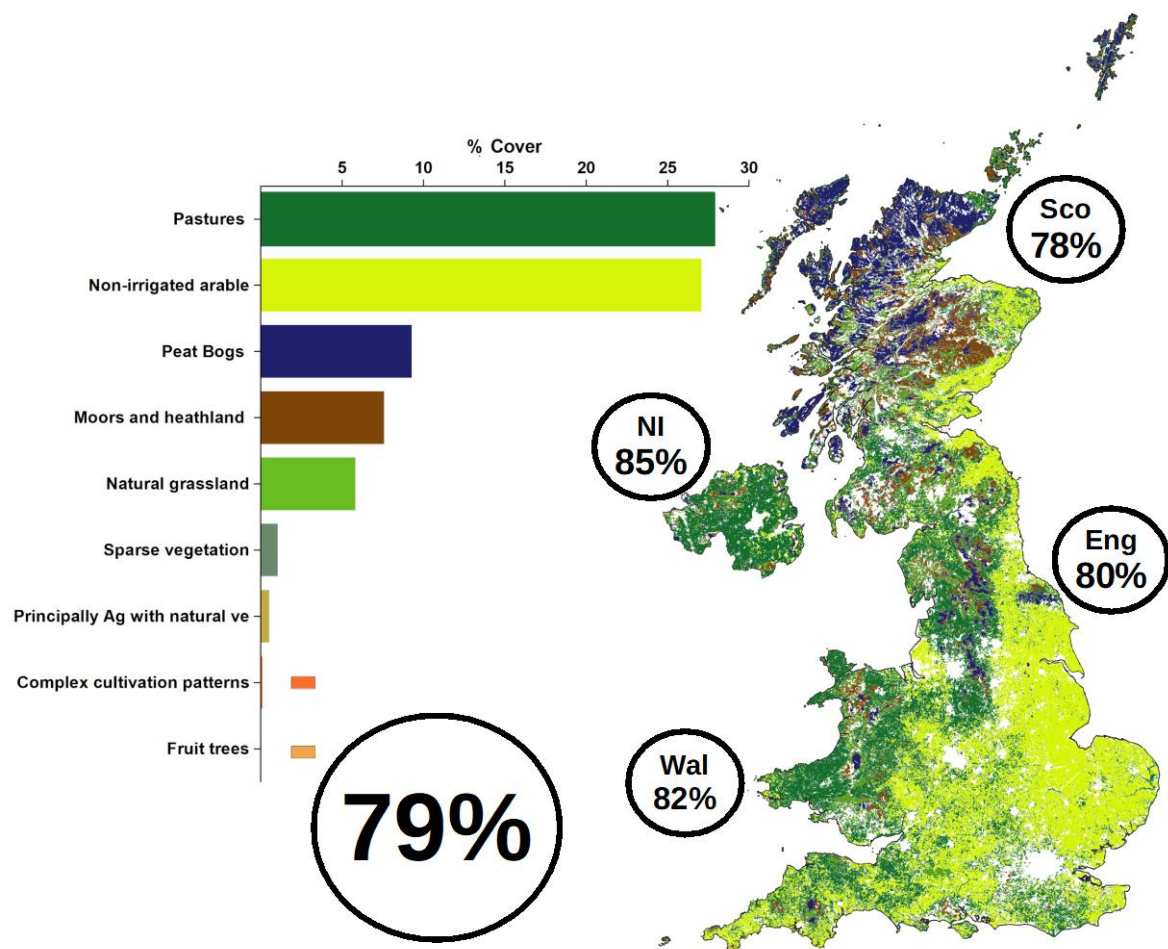 % Cover
5 10 15 20 25 30
Pastures
Non-irrigated arable
Peat Bogs
Moors and heathland
Natural grassland
Sparse vegetation
Principally Ag with natural ve
Complex cultivation patterns
Fruit trees
79%
Sco
78%
NI
85%
Eng
80%
Wal
82%